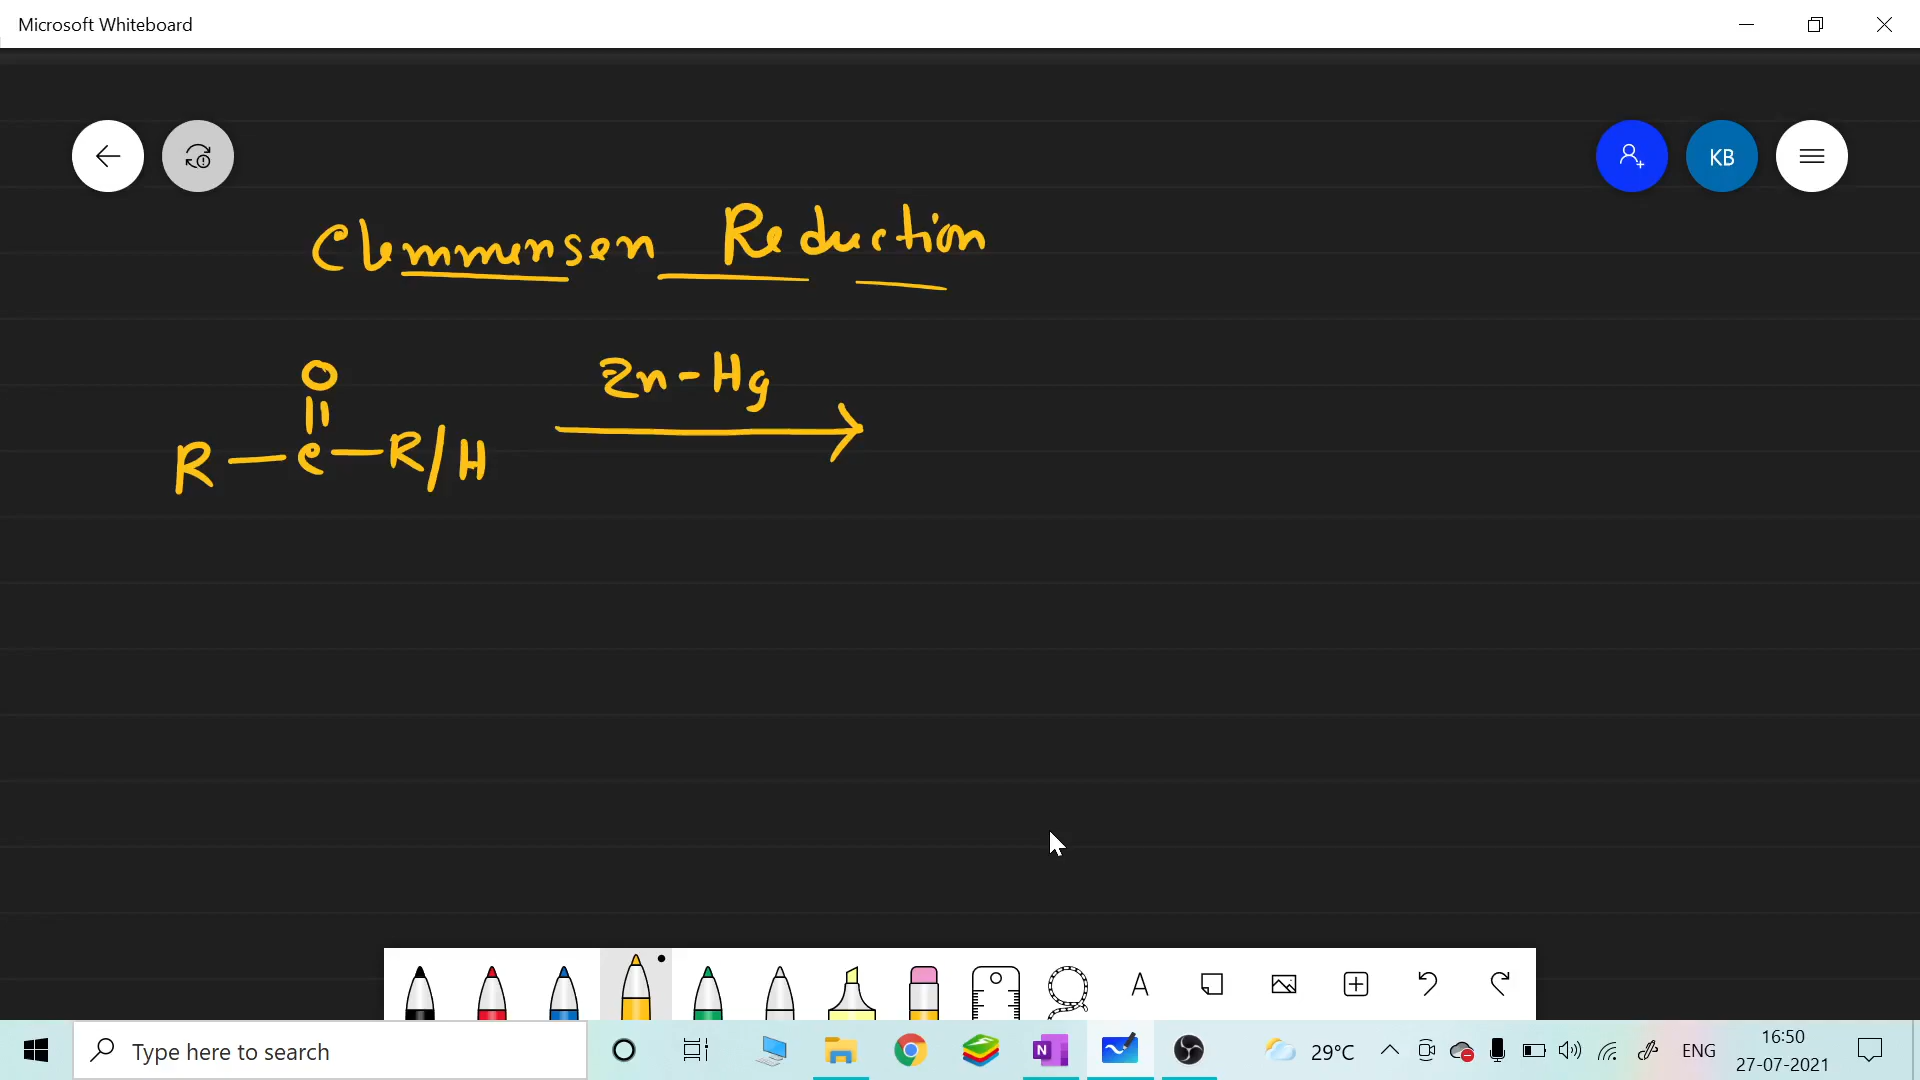 Microsoft Whiteboard
KB
Clemmensen Reduction
O
Zn-Hg
R-C-R/H
A
N
Type here to search
29°C
ENG
16:50
27-07-2021